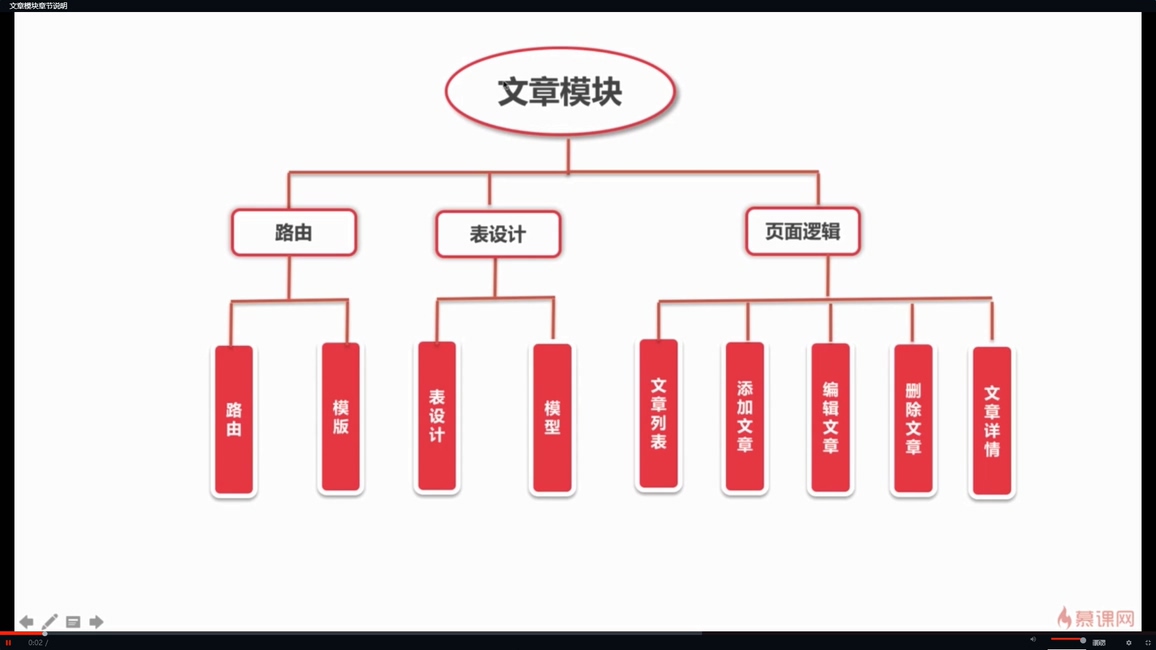 文章模块章节说明
文章模块
路由
表设计
页面逻辑
路由
模版
表设计
模型
文章列表
添加文章
编辑文章
删除文章
文章详情
慕课网
0:02 /